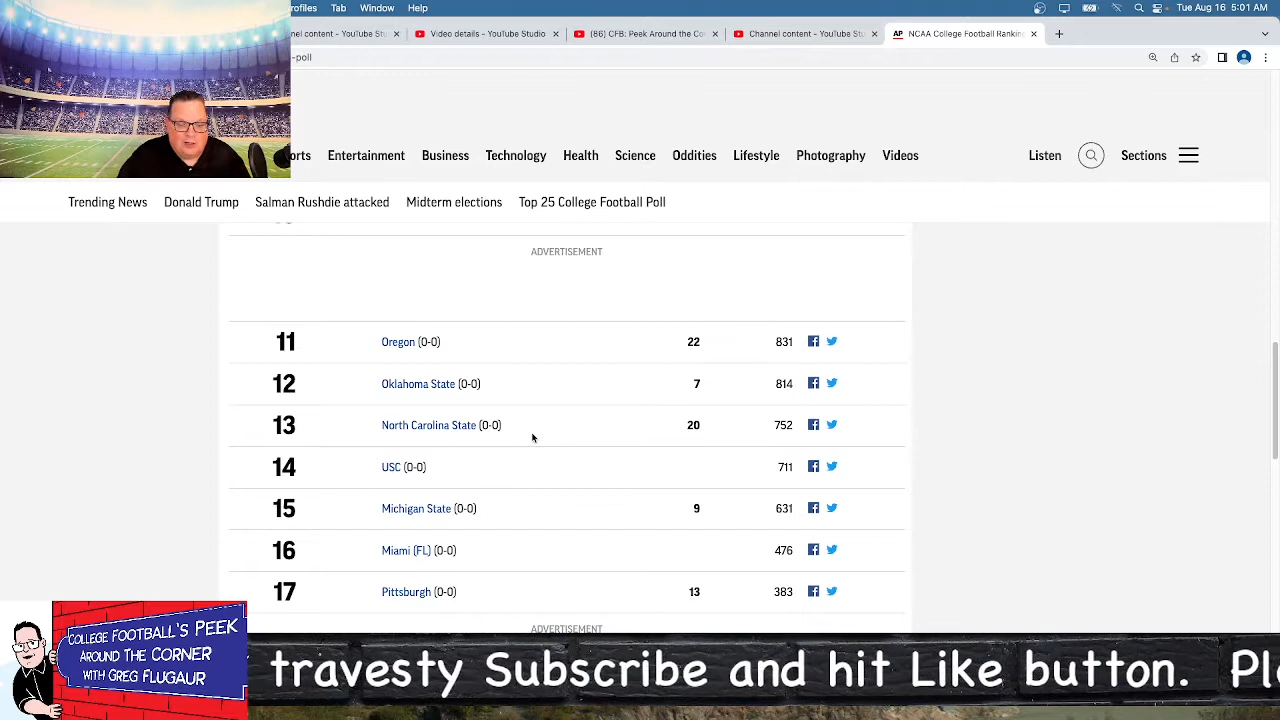 rofiles Tab Window Help
Tue Aug 16 5:01 AM
nel content - YouTube St
Video details - YouTube Studio
(86) CFB: Peek Around the Co
Channel content - YouTube Stu
AP NCAA College Football Rankin
-poll
orts Entertainment Business Technology Health Science Oddities Lifestyle Photography Videos Listen Sections
Trending News Donald Trump Salman Rushdie attacked Midterm elections Top 25 College Football Poll
ADVERTISEMENT
11 Oregon (0-0) 22 831
12 Oklahoma State (0-0) 7 814
13 North Carolina State (0-0) 20 752
14 USC (0-0) 711
15 Michigan State (0-0) 9 631
16 Miami (FL) (0-0) 476
17 Pittsburgh (0-0) 13 383
ADVERTISEMENT
COLLEGE FOOTBALL'S PEEK
AROUND THE CORNER
WITH GREG FLUGAUR
travesty Subscribe and hit Like button. Ple